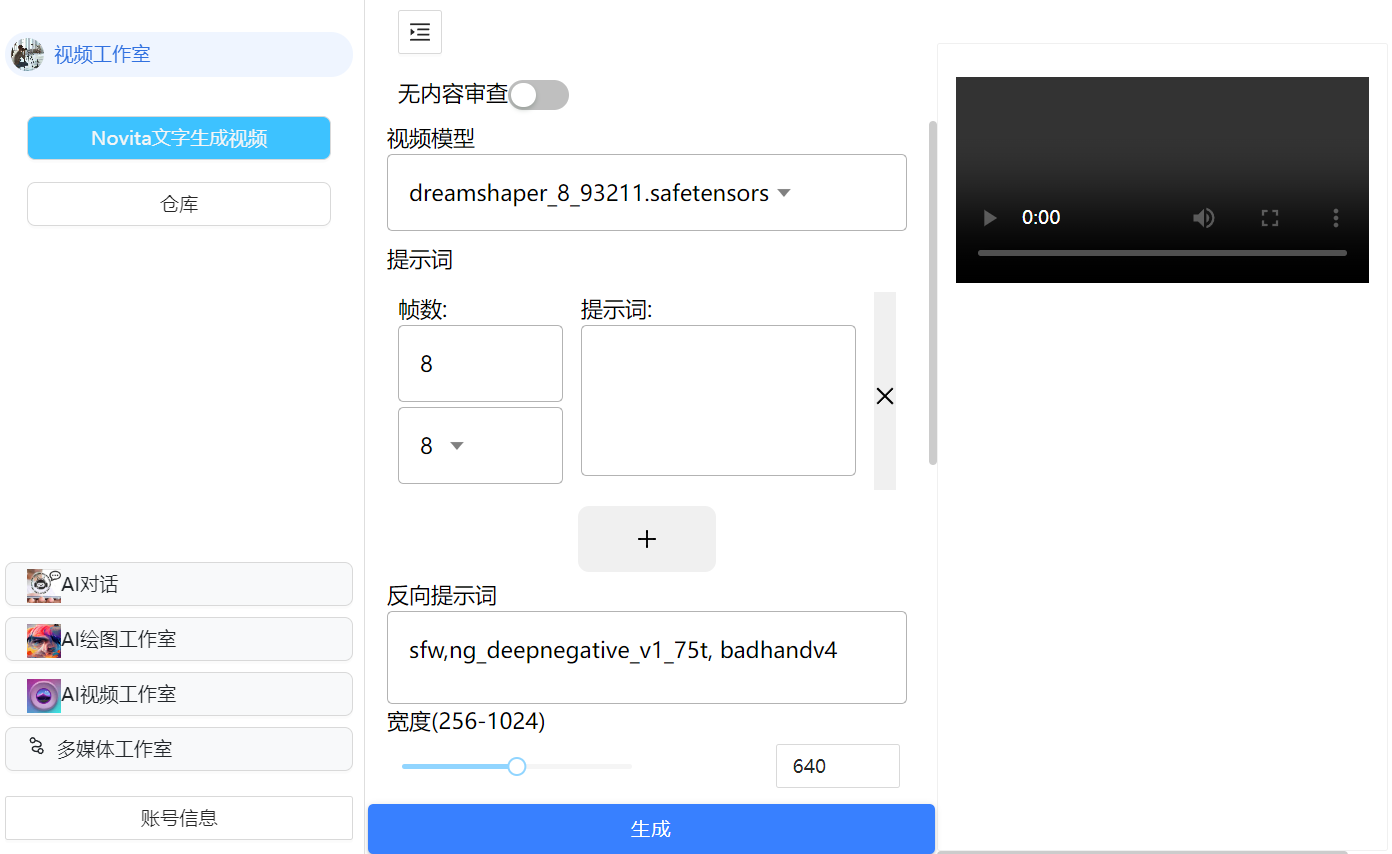 视频工作室
Novita文字生成视频
仓库
AI对话
AI绘图工作室
AI视频工作室
多媒体工作室
账号信息
无内容审查
视频模型
dreamshaper_8_93211.safetensors
提示词
帧数:
提示词:
8
8
反向提示词
sfw,ng_deepnegative_v1_75t, badhandv4
宽度(256-1024)
640
生成
0:00